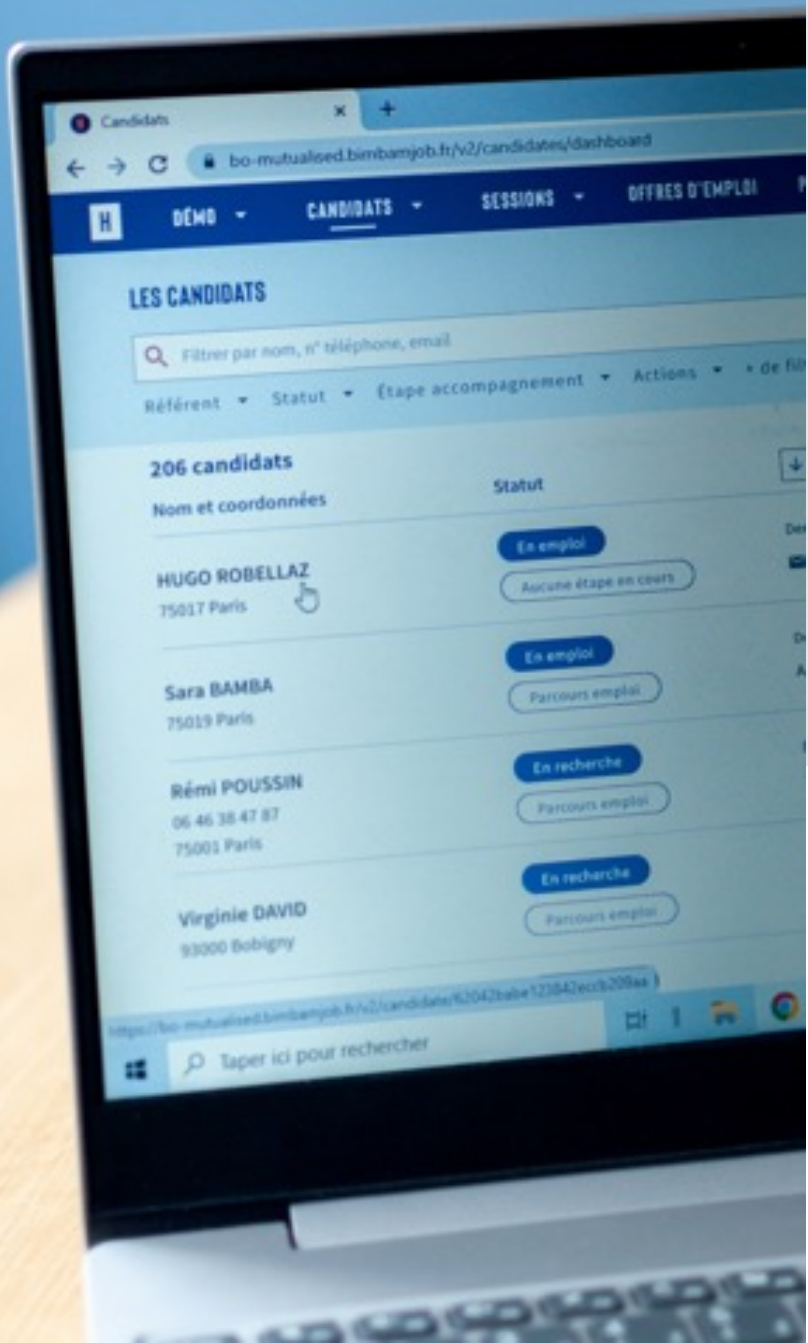 Candidats
bo-mutualised.bimbamjob.fr/v2/candidates/dashboard
H DÉMO CANDIDATS SESSIONS OFFRES D'EMPLOI
LES CANDIDATS
Filtrer par nom, n° téléphone, email
Référent Statut Étape accompagnement Actions + de
206 candidats
Nom et coordonnées Statut
HUGO ROBELLAZ En emploi
75017 Paris Aucune étape en cours
Sara BAMBA En emploi
75019 Paris Parcours emploi
Rémi POUSSIN En recherche
06 46 38 47 87 Parcours emploi
75001 Paris
Virginie DAVID En recherche
93000 Bobigny Parcours emploi
Taper ici pour rechercher